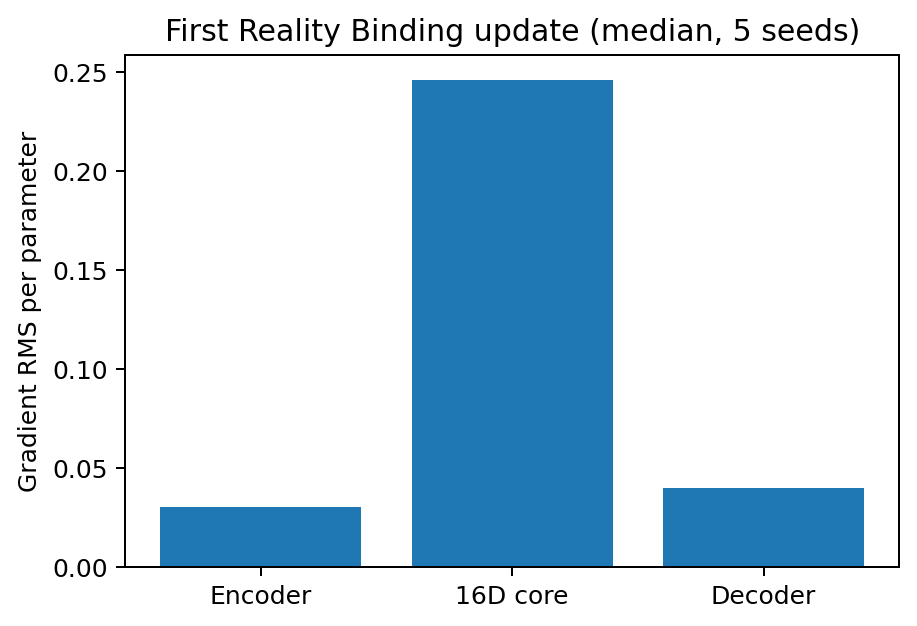 First Reality Binding update (median, 5 seeds)
Gradient RMS per parameter
0.25
0.20
0.15
0.10
0.05
0.00
Encoder
16D core
Decoder